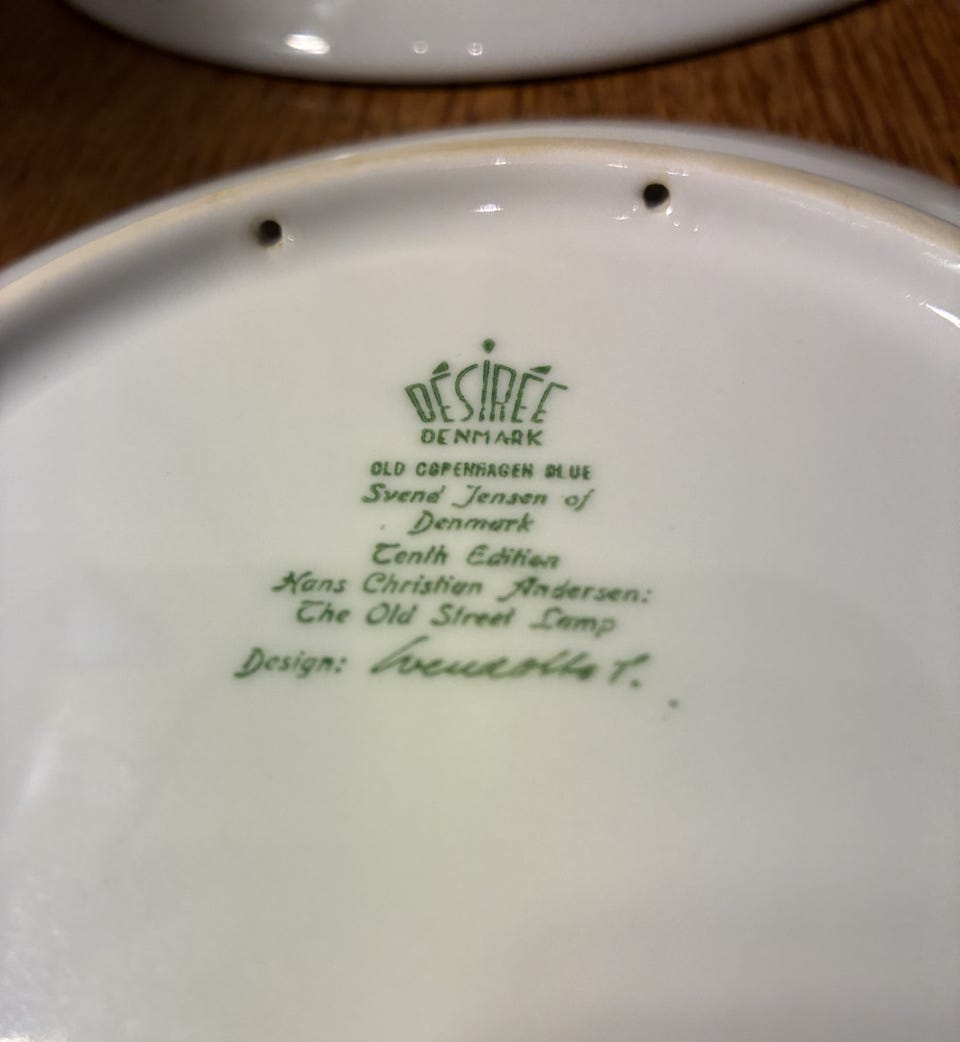 DÉSIRÉE
DENMARK
OLD COPENHAGEN BLUE
Svend Jensen of
Denmark
Tenth Edition
Hans Christian Andersen:
The Old Street Lamp
Design: